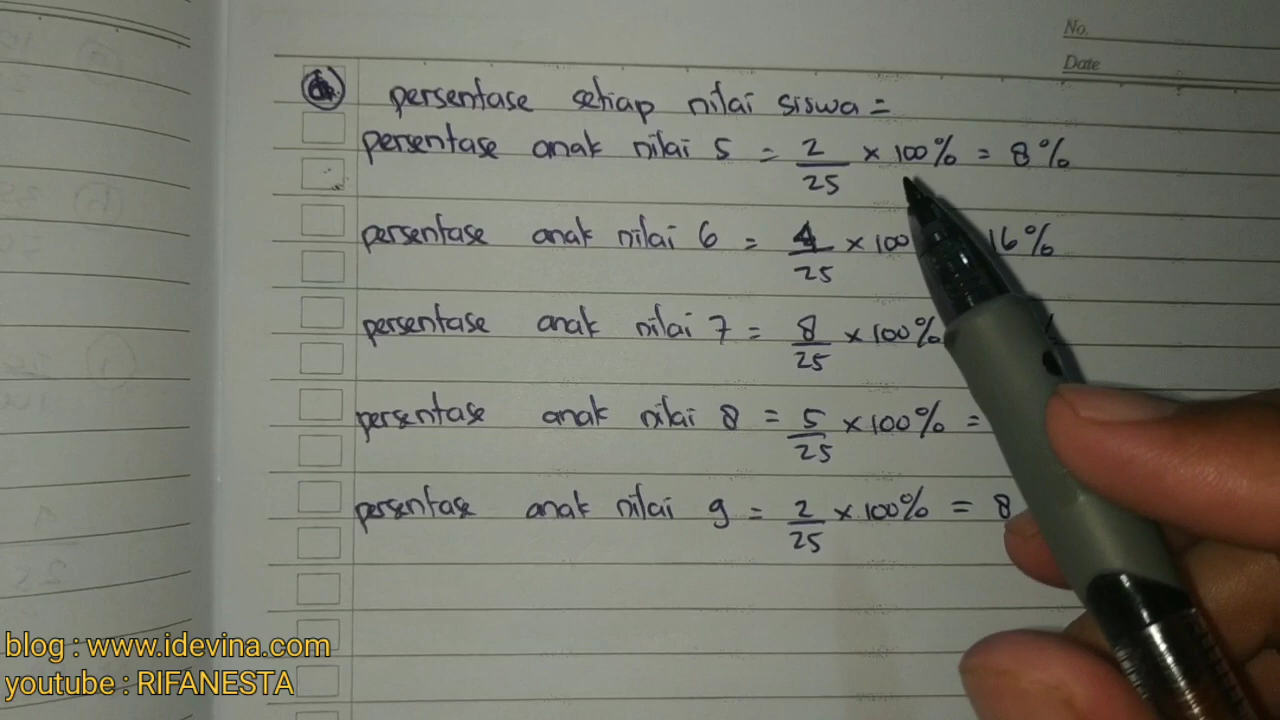 No.
Date
persentase setiap nilai siswa =
persentase anak nilai 5 = 2/25 x 100% = 8%
persentase anak nilai 6 = 4/25 x 100 16%
persentase anak nilai 7 = 8/25 x 100%
persentase anak nilai 8 = 5/25 x 100% =
persentase anak nilai 9 = 2/25 x 100% = 8
blog : www.idevina.com
youtube : RIFANESTA